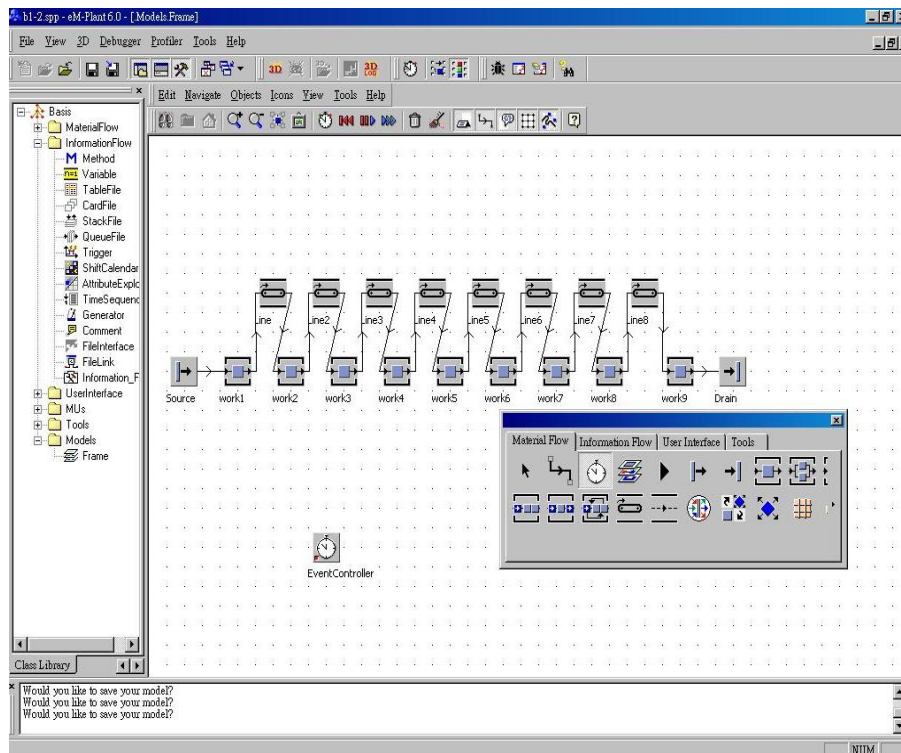 b1-2.spp - eM-Plant 6.0 - [.Models.Frame]
File View 3D Debugger Profiler Tools Help
3D 3D LOG
Edit Navigate Objects Icons View Tools Help
Basis
MaterialFlow
InformationFlow
M Method
n=1 Variable
TableFile
CardFile
StackFile
QueueFile
Trigger
ShiftCalendar
AttributeExplo
TimeSequenc
Generator
Comment
FileInterface
FileLink
Information_F
UserInterface
MUs
Tools
Models
Frame
Class Library
Line Line2 Line3 Line4 Line5 Line6 Line7 Line8
Source work1 work2 work3 work4 work5 work6 work7 work8 work9 Drain
Material Flow Information Flow User Interface Tools
EventController
Would you like to save your model?
Would you like to save your model?
Would you like to save your model?
NUM